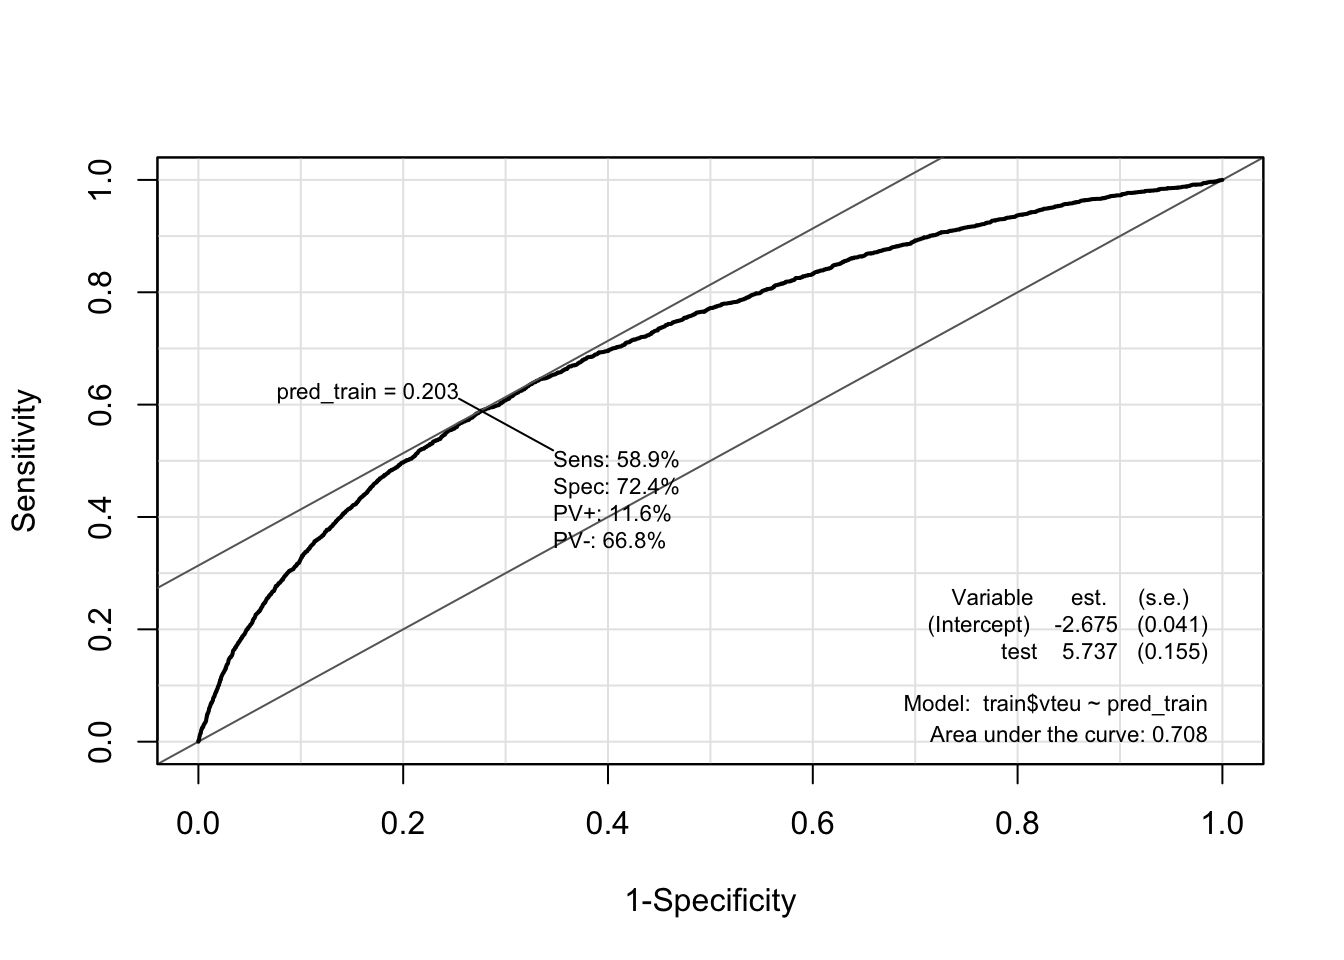 Sensitivity
1.0
0.8
0.6
0.4
0.2
0.0
pred_train = 0.203
Sens: 58.9%
Spec: 72.4%
PV+: 11.6%
PV-: 66.8%
Variable est. (s.e.)
(Intercept) -2.675 (0.041)
test 5.737 (0.155)
Model: train$vteu ~ pred_train
Area under the curve: 0.708
0.0 0.2 0.4 0.6 0.8 1.0
1-Specificity